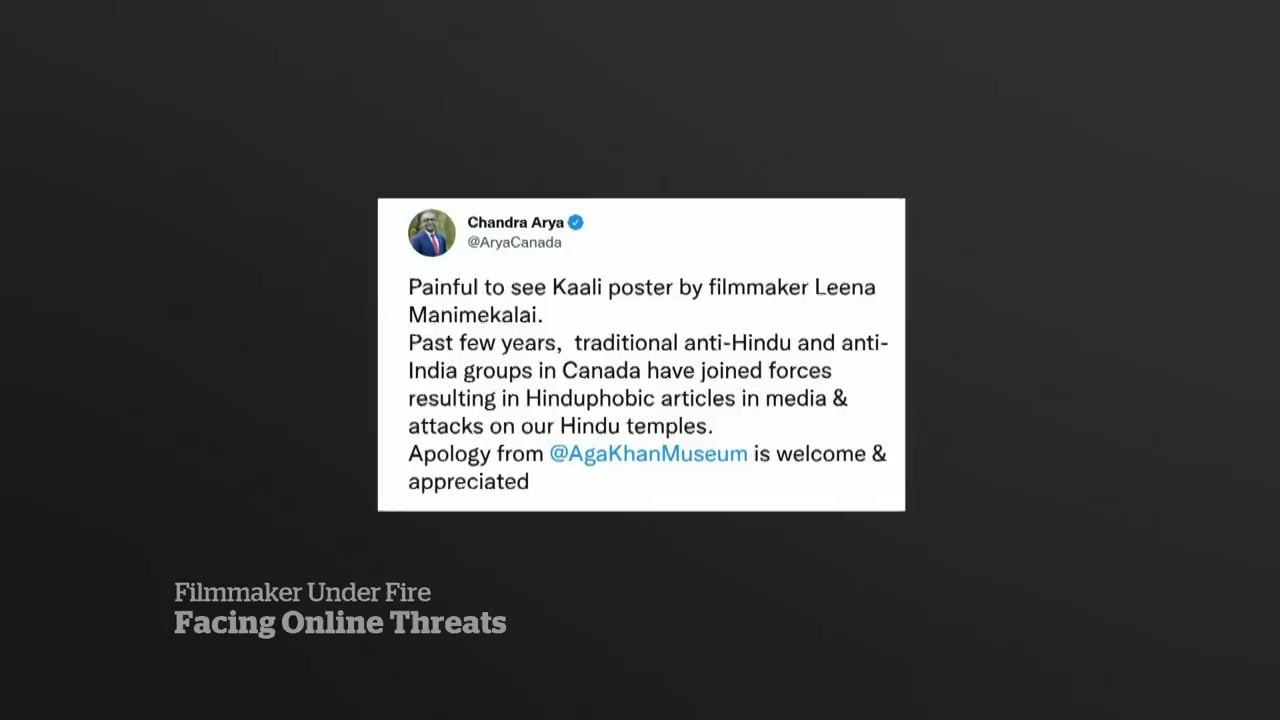 Chandra Arya
@AryaCanada
Painful to see Kaali poster by filmmaker Leena
Manimekalai.
Past few years,  traditional anti-Hindu and anti-
India groups in Canada have joined forces
resulting in Hinduphobic articles in media &
attacks on our Hindu temples.
Apology from @AgaKhanMuseum is welcome &
appreciated
Filmmaker Under Fire
Facing Online Threats